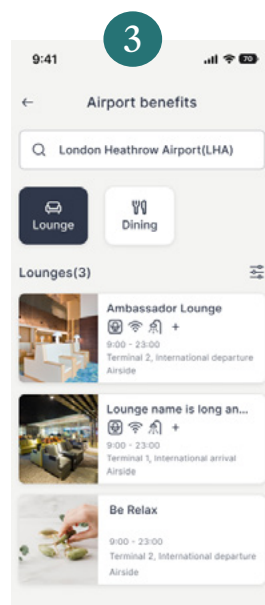 3
9:41
70
Airport benefits
London Heathrow Airport(LHA)
Lounge
Dining
Lounges(3)
Ambassador Lounge
+
9:00 - 23:00
Terminal 2, International departure
Airside
Lounge name is long an...
+
9:00 - 23:00
Terminal 1, International arrival
Airside
Be Relax
9:00 - 23:00
Terminal 2, International departure
Airside